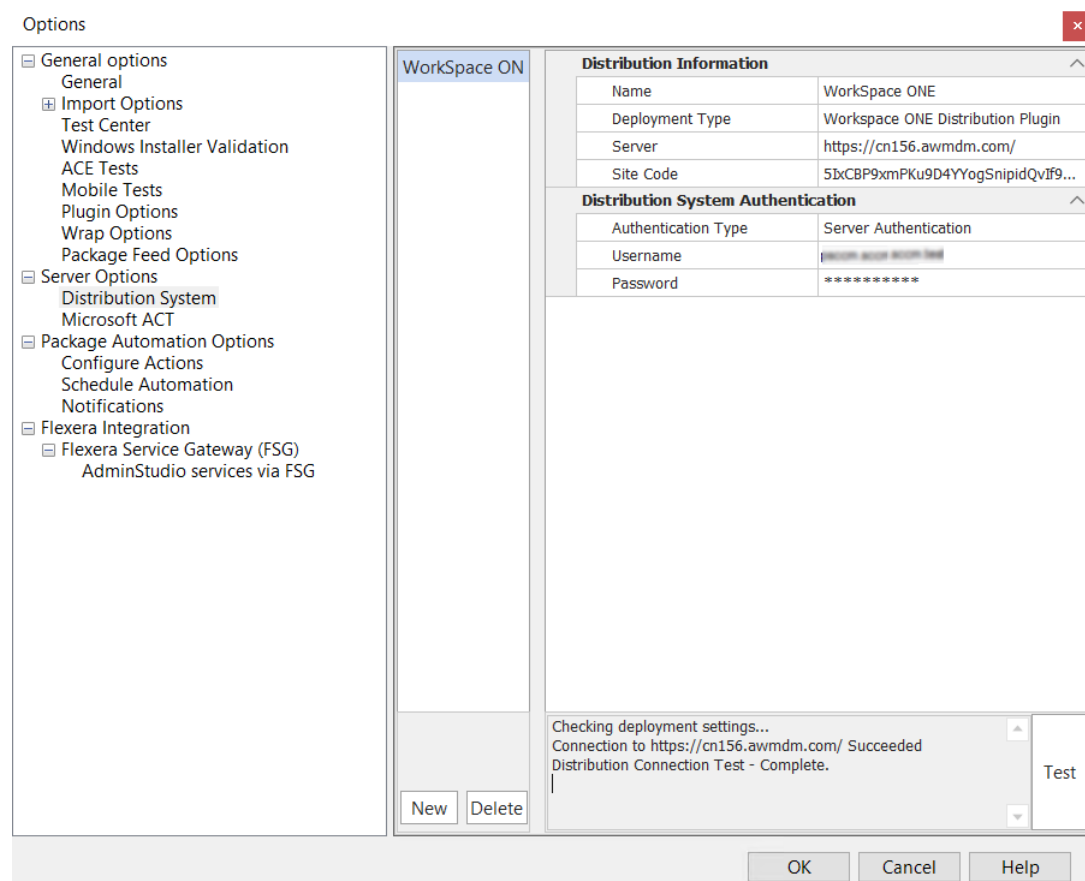 Options
×
General options
General
Import Options
Test Center
Windows Installer Validation
ACE Tests
Mobile Tests
Plugin Options
Wrap Options
Package Feed Options
Server Options
Distribution System
Microsoft ACT
Package Automation Options
Configure Actions
Schedule Automation
Notifications
Flexera Integration
Flexera Service Gateway (FSG)
AdminStudio services via FSG
WorkSpace ON
New Delete
Distribution Information
Name WorkSpace ONE
Deployment Type Workspace ONE Distribution Plugin
Server https://cn156.awmdm.com/
Site Code 5IxCBP9xmPKu9D4YYogSnipidQvIf9...
Distribution System Authentication
Authentication Type Server Authentication
Username
Password **********
Checking deployment settings...
Connection to https://cn156.awmdm.com/ Succeeded
Distribution Connection Test - Complete.
Test
OK Cancel Help